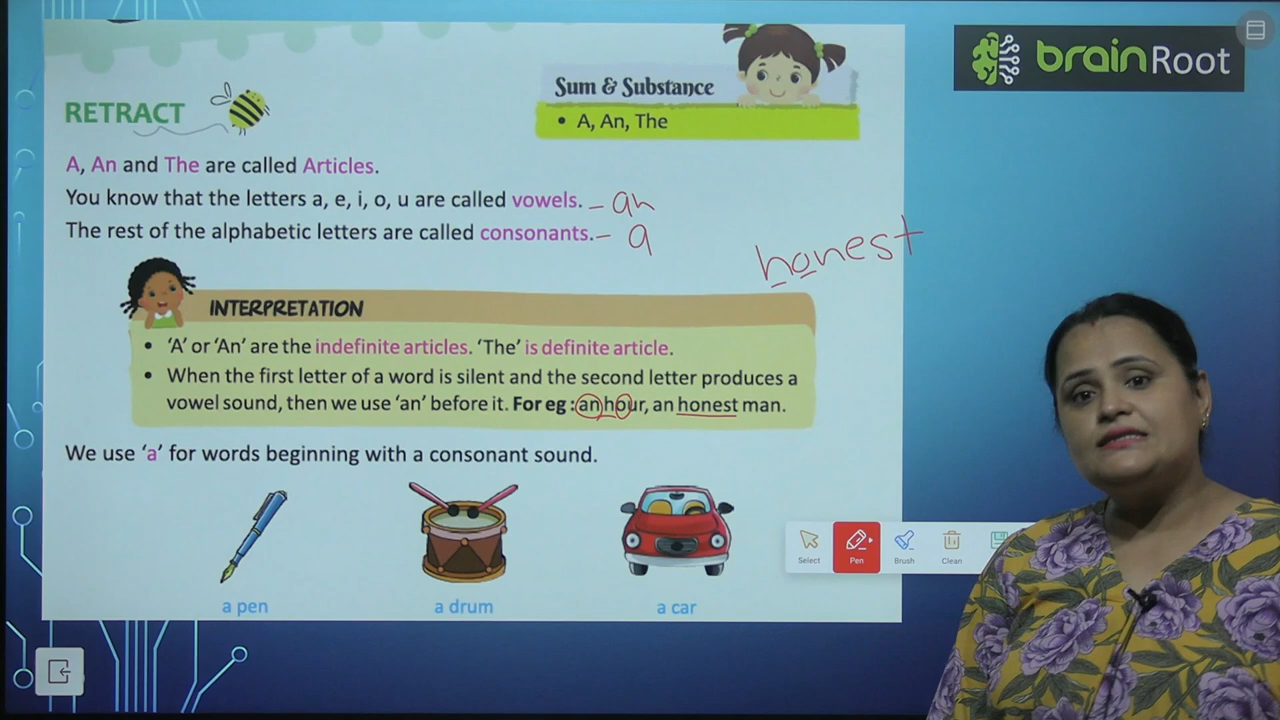 brainRoot
Sum & Substance
• A, An, The
RETRACT
A, An and The are called Articles.
You know that the letters a, e, i, o, u are called vowels. – an
The rest of the alphabetic letters are called consonants. – a
honest
INTERPRETATION
• 'A' or 'An' are the indefinite articles. 'The' is definite article.
• When the first letter of a word is silent and the second letter produces a
vowel sound, then we use 'an' before it. For eg : an hour, an honest man.
We use 'a' for words beginning with a consonant sound.
Select Pen Brush Clean
a pen a drum a car